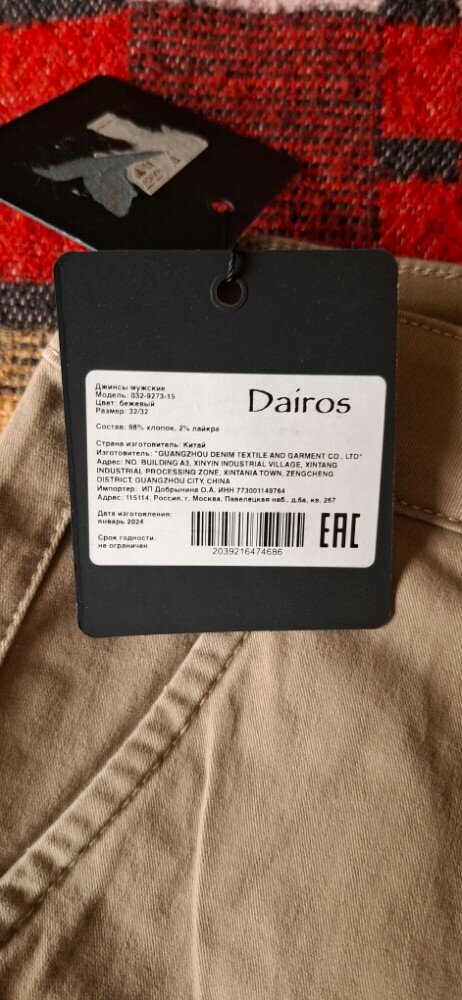 Джинсы мужские
Модель: 032-9273-15
Цвет: бежевый
Размер: 32/32
Dairos
Состав: 98% хлопок, 2% лайкра
Страна изготовитель: Китай
Изготовитель: "GUANGZHOU DENIM TEXTILE AND GARMENT CO., LTD"
Адрес: NO. BUILDING A3, XINYIN INDUSTRIAL VILLAGE, XINTANG
INDUSTRIAL PROCESSING ZONE, XINTANIA TOWN, ZENGCHENG
DISTRICT, GUANGZHOU CITY, CHINA
Импортер: ИП Добрынина О.А. ИНН 773001149764
Адрес: 115114, Россия, г. Москва, Павелецкая наб., д.6а, кв. 267
Дата изготовления:
январь 2024
Срок годности:
не ограничен
2039216474686
EAC